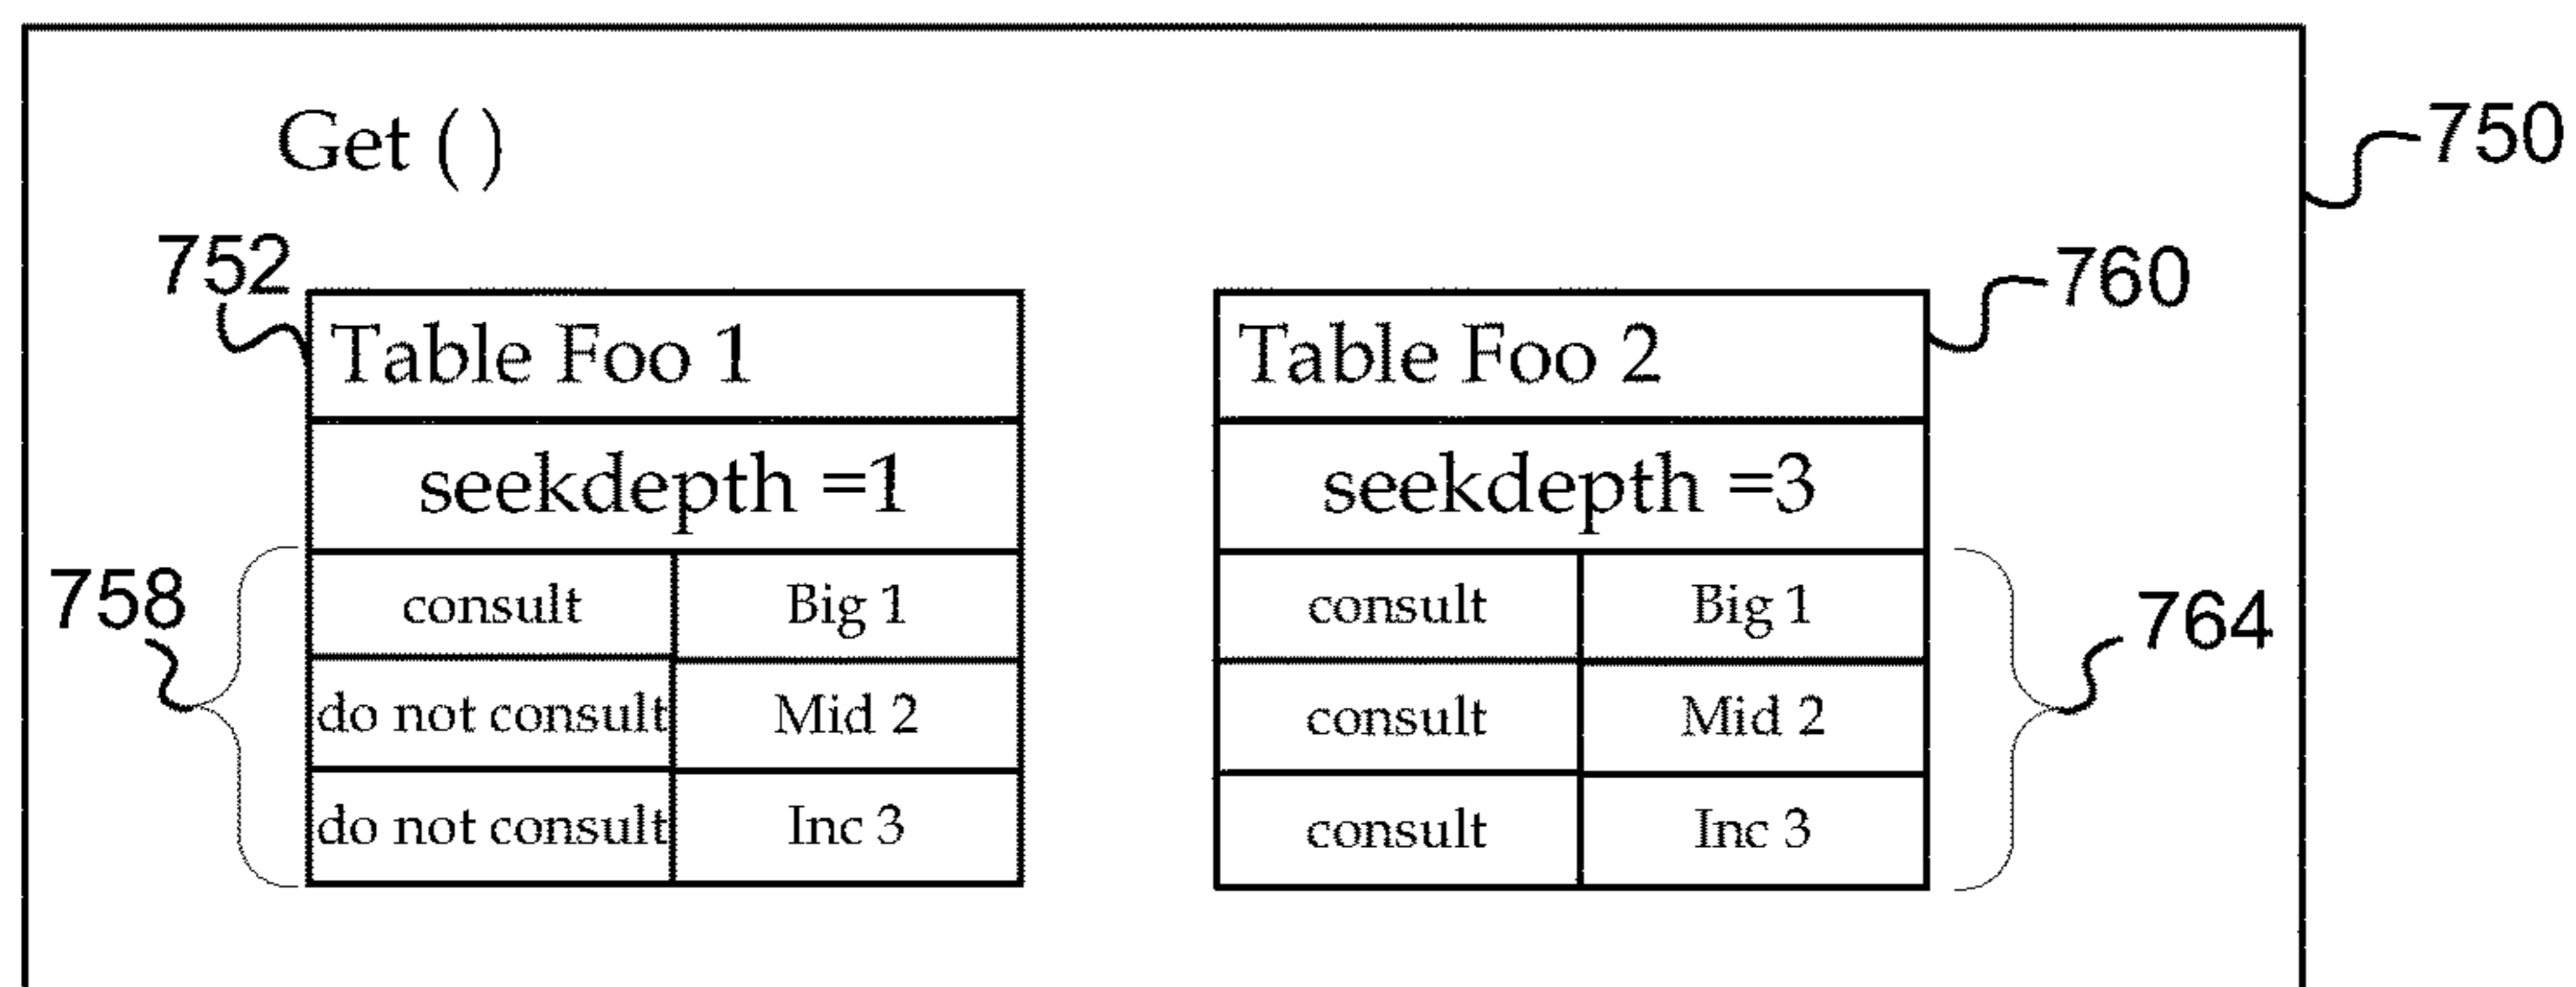 Get ( )
750
752
760
Table Foo 1
Table Foo 2
seekdepth =1
seekdepth =3
758
consult
Big 1
consult
Big 1
764
do not consult
Mid 2
consult
Mid 2
do not consult
Inc 3
consult
Inc 3